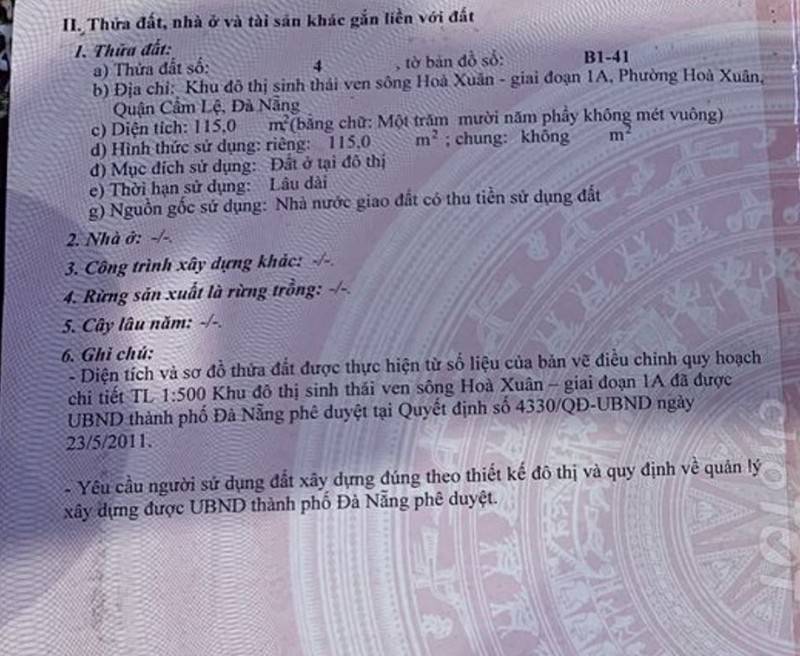 II. Thửa đất, nhà ở và tài sản khác gắn liền với đất
1. Thửa đất:
a) Thửa đất số: 4 , tờ bản đồ số: B1-41
b) Địa chỉ: Khu đô thị sinh thái ven sông Hoà Xuân - giai đoạn 1A, Phường Hoà Xuân,
Quận Cẩm Lệ, Đà Nẵng
c) Diện tích: 115,0 m²(bằng chữ: Một trăm mười năm phẩy không mét vuông)
d) Hình thức sử dụng: riêng: 115,0 m² ; chung: không m²
đ) Mục đích sử dụng: Đất ở tại đô thị
e) Thời hạn sử dụng: Lâu dài
g) Nguồn gốc sử dụng: Nhà nước giao đất có thu tiền sử dụng đất
2. Nhà ở: -/-.
3. Công trình xây dựng khác: -/-.
4. Rừng sản xuất là rừng trồng: -/-.
5. Cây lâu năm: -/-.
6. Ghi chú:
- Diện tích và sơ đồ thửa đất được thực hiện từ số liệu của bản vẽ điều chỉnh quy hoạch
chi tiết TL 1:500 Khu đô thị sinh thái ven sông Hoà Xuân – giai đoạn 1A đã được
UBND thành phố Đà Nẵng phê duyệt tại Quyết định số 4330/QĐ-UBND ngày
23/5/2011.
- Yêu cầu người sử dụng đất xây dựng đúng theo thiết kế đô thị và quy định về quản lý
xây dựng được UBND thành phố Đà Nẵng phê duyệt.
chợTỐT